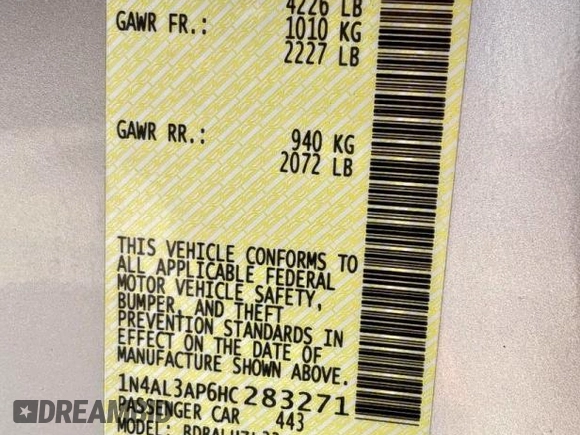 4226 LB
GAWR FR.: 1010 KG
2227 LB
GAWR RR.: 940 KG
2072 LB
THIS VEHICLE CONFORMS TO
ALL APPLICABLE FEDERAL
MOTOR VEHICLE SAFETY,
BUMPER, AND THEFT
PREVENTION STANDARDS IN
EFFECT ON THE DATE OF
MANUFACTURE SHOWN ABOVE.
1N4AL3AP6HC283271
PASSENGER CAR 443
MODEL: